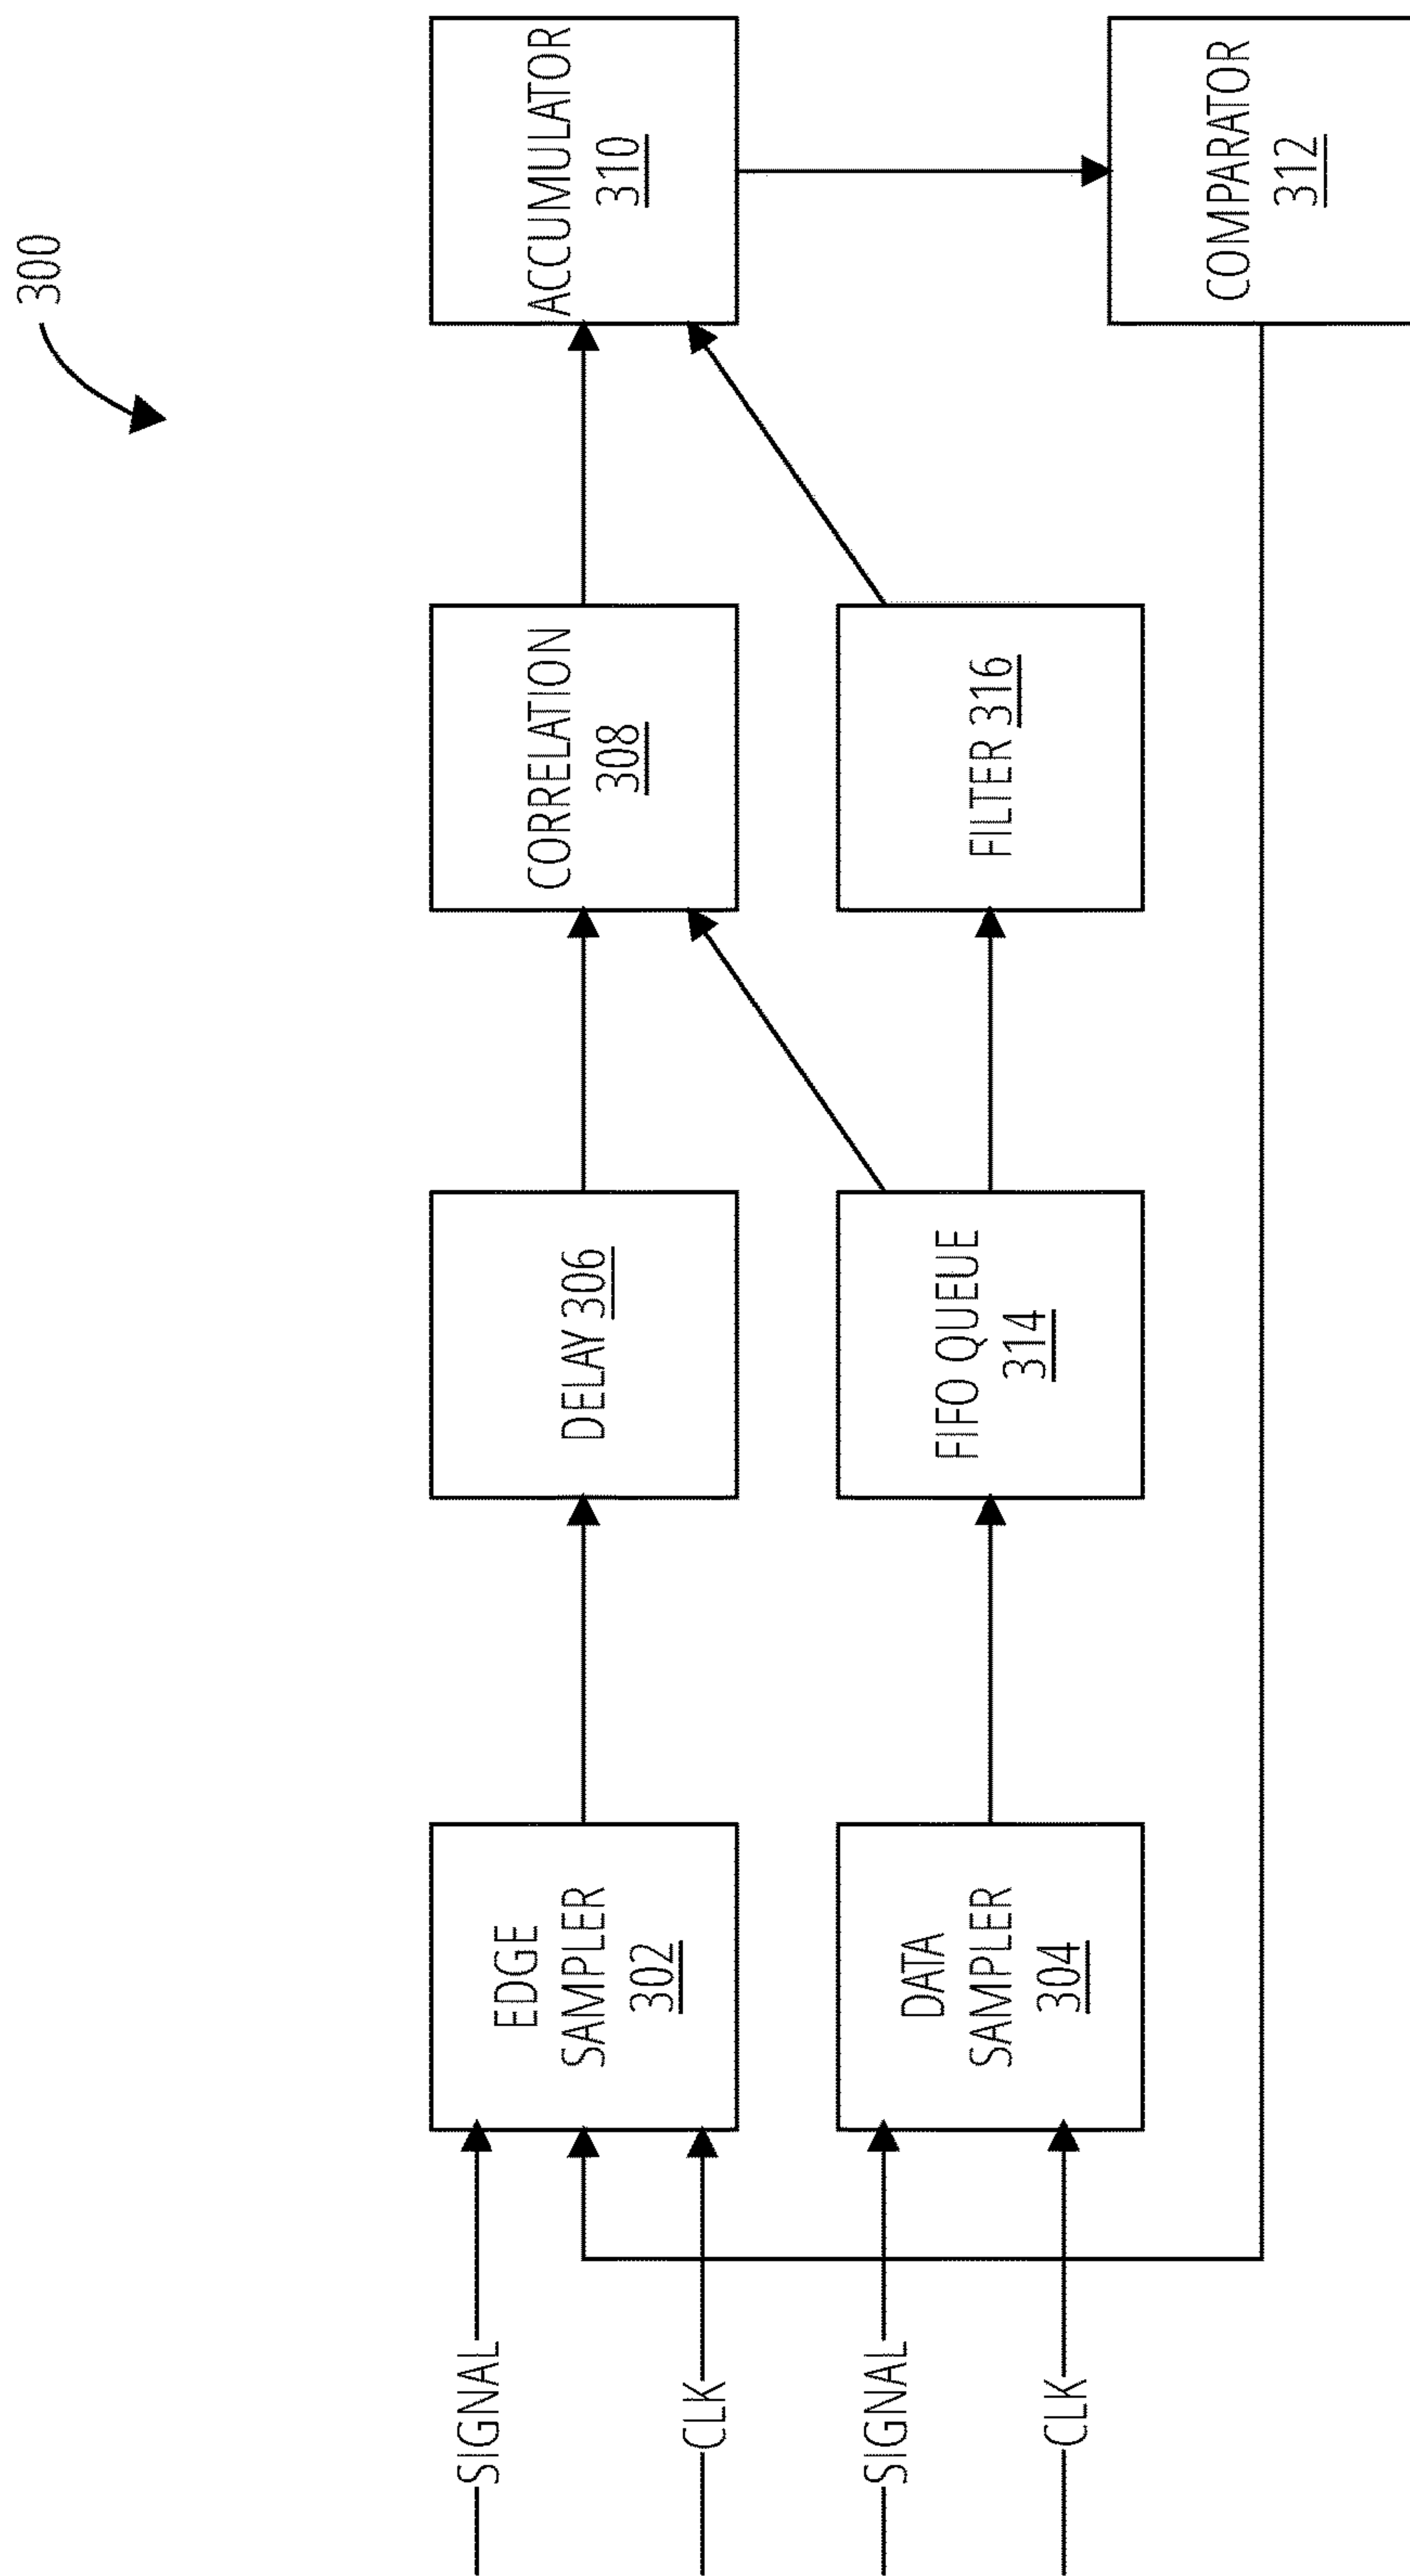 300
SIGNAL
CLK
SIGNAL
CLK
EDGE
SAMPLER
302
DELAY 306
CORRELATION
308
ACCUMULATOR
310
DATA
SAMPLER
304
FIFO QUEUE
314
FILTER 316
COMPARATOR
312